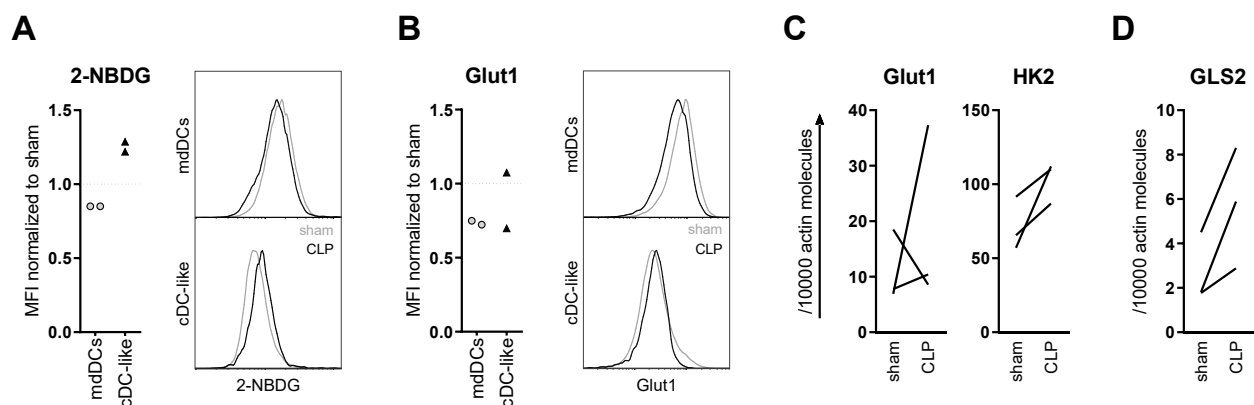 A
2-NBDG
MFI normalized to sham
1.5
1.0
0.5
0.0
mdDCs
cDC-like
mdDCs
sham
CLP
cDC-like
2-NBDG
B
Glut1
MFI normalized to sham
1.5
1.0
0.5
0.0
mdDCs
cDC-like
mdDCs
sham
CLP
cDC-like
Glut1
C
Glut1
/10000 actin molecules
40
30
20
10
0
sham
CLP
HK2
150
100
50
0
sham
CLP
D
GLS2
/10000 actin molecules
10
8
6
4
2
0
sham
CLP